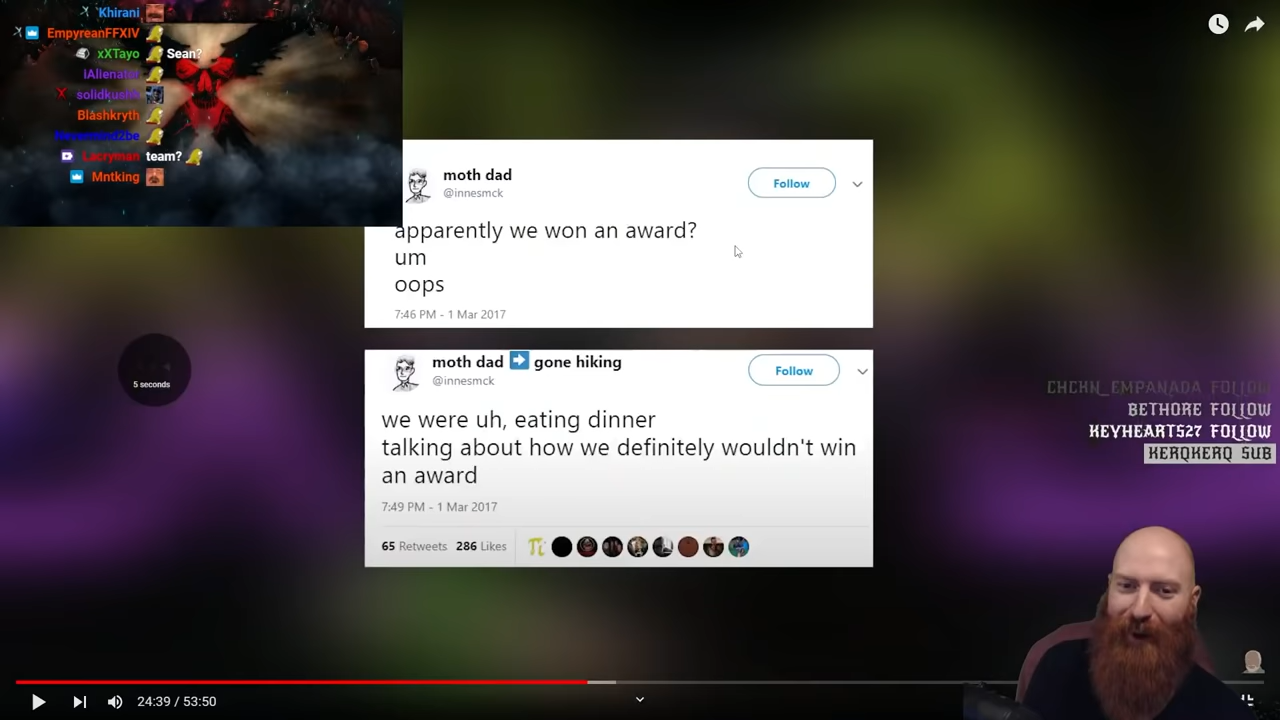 Khirani
EmpyreanFFXIV
xXTayo Sean?
solidkuslik
Blashkryth
Lacryman team?
Mntking
moth dad
@innesmck
Follow
apparently we won an award?
um
oops
7:46 PM - 1 Mar 2017
moth dad ➡ gone hiking
@innesmck
Follow
we were uh, eating dinner
talking about how we definitely wouldn't win
an award
7:49 PM - 1 Mar 2017
65 Retweets 286 Likes
5 seconds
CHCHN_EMPANADA FOLLOW
BETHORE FOLLOW
KEYHEARTS27 FOLLOW
KERQKERQ SUB
24:39 / 53:50